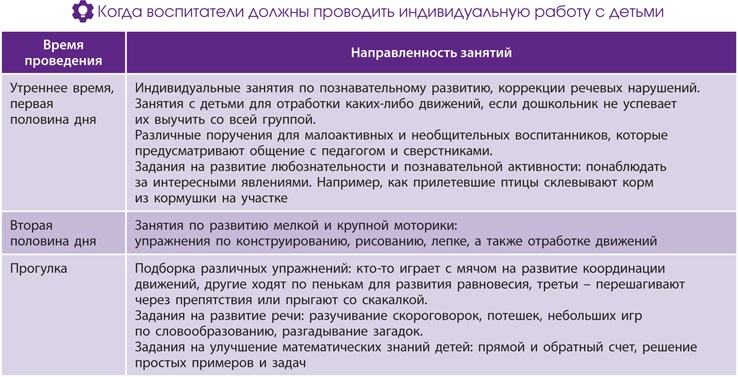 Когда воспитатели должны проводить индивидуальную работу с детьми
Время
проведения
Направленность занятий
Утреннее время,
первая
половина дня
Индивидуальные занятия по познавательному развитию, коррекции речевых нарушений.
Занятия с детьми для отработки каких-либо движений, если дошкольник не успевает
их выучить со всей группой.
Различные поручения для малоактивных и необщительных воспитанников, которые
предусматривают общение с педагогом и сверстниками.
Задания на развитие любознательности и познавательной активности: понаблюдать
за интересными явлениями. Например, как прилетевшие птицы склевывают корм
из кормушки на участке
Вторая
половина дня
Занятия по развитию мелкой и крупной моторики:
упражнения по конструированию, рисованию, лепке, а также отработке движений
Прогулка
Подборка различных упражнений: кто-то играет с мячом на развитие координации
движений, другие ходят по пенькам для развития равновесия, третьи – перешагивают
через препятствия или прыгают со скакалкой.
Задания на развитие речи: разучивание скороговорок, потешек, небольших игр
по словообразованию, разгадывание загадок.
Задания на улучшение математических знаний детей: прямой и обратный счет, решение
простых примеров и задач